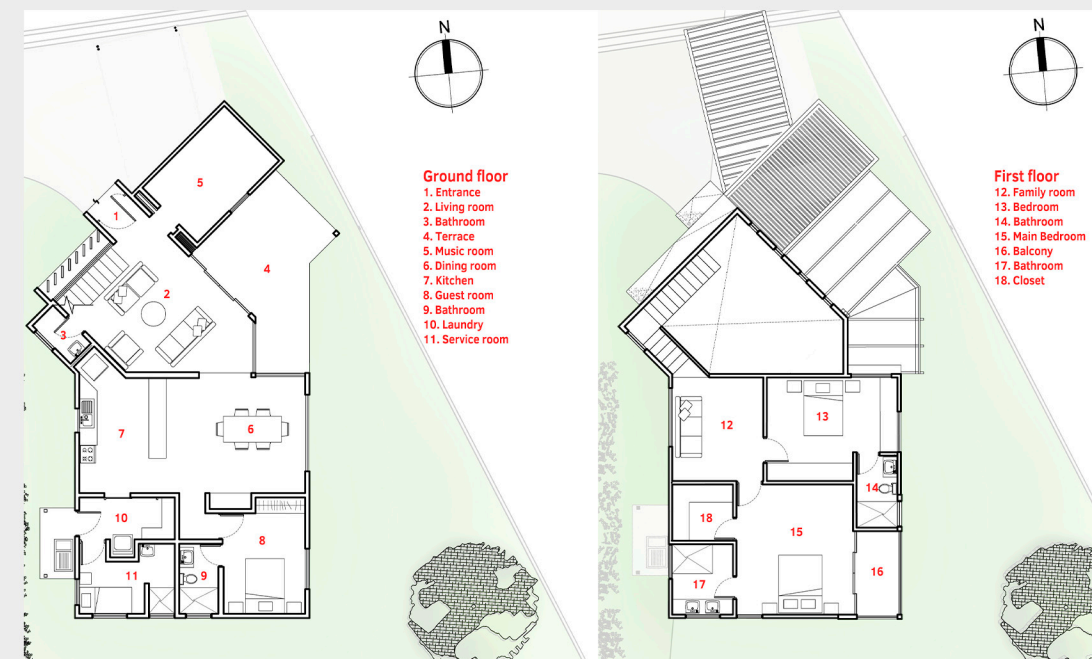 N
5
1
4
2
3
7
6
10
8
11
9
Ground floor
1. Entrance
2. Living room
3. Bathroom
4. Terrace
5. Music room
6. Dining room
7. Kitchen
8. Guest room
9. Bathroom
10. Laundry
11. Service room
N
12
13
14
18
15
17
16
First floor
12. Family room
13. Bedroom
14. Bathroom
15. Main Bedroom
16. Balcony
17. Bathroom
18. Closet